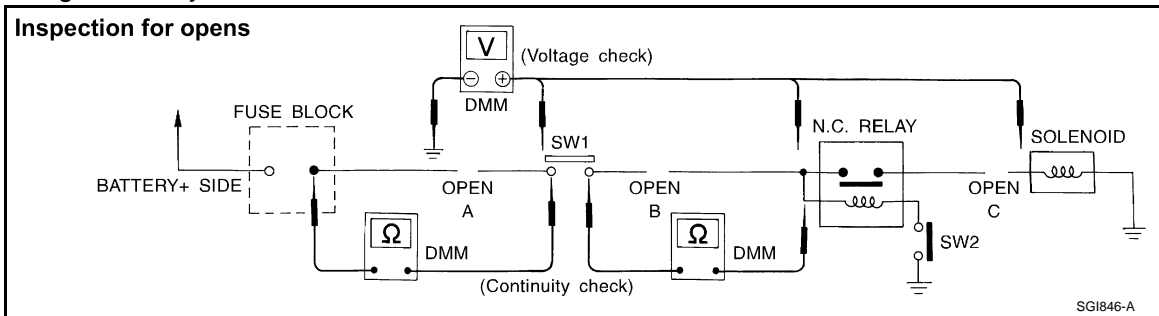 Inspection for opens
V
(Voltage check)
DMM
FUSE BLOCK
N.C. RELAY
SW1
SOLENOID
BATTERY+ SIDE
OPEN
A
OPEN
B
OPEN
C
Ω
DMM
Ω
DMM
SW2
(Continuity check)
SGI846-A